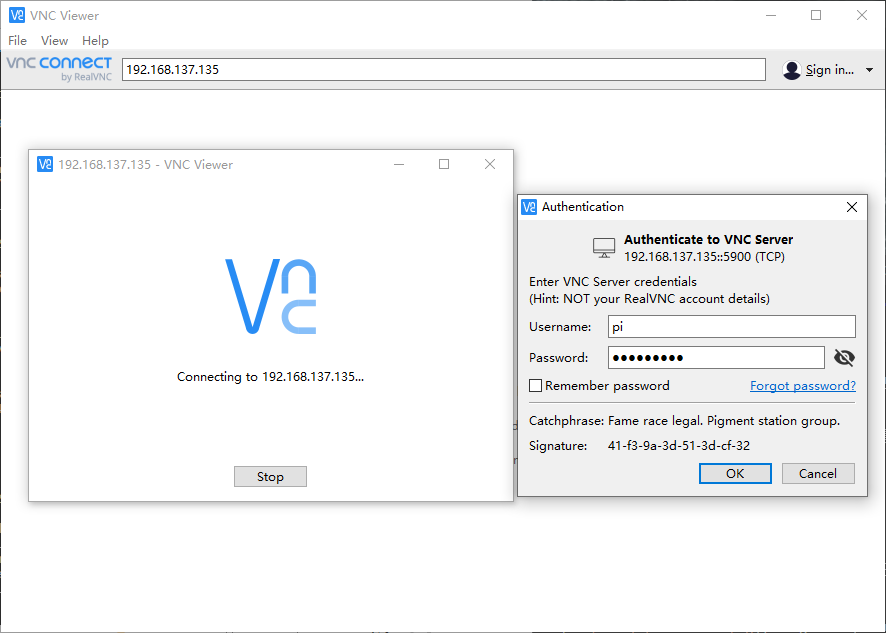 VNC Viewer
File View Help
vnc connect
by RealVNC
192.168.137.135
Sign in...
192.168.137.135 - VNC Viewer
Connecting to 192.168.137.135...
Stop
Authentication
Authenticate to VNC Server
192.168.137.135::5900 (TCP)
Enter VNC Server credentials
(Hint: NOT your RealVNC account details)
Username: pi
Password: •••••••••
Remember password Forgot password?
Catchphrase: Fame race legal. Pigment station group.
Signature: 41-f3-9a-3d-51-3d-cf-32
OK Cancel